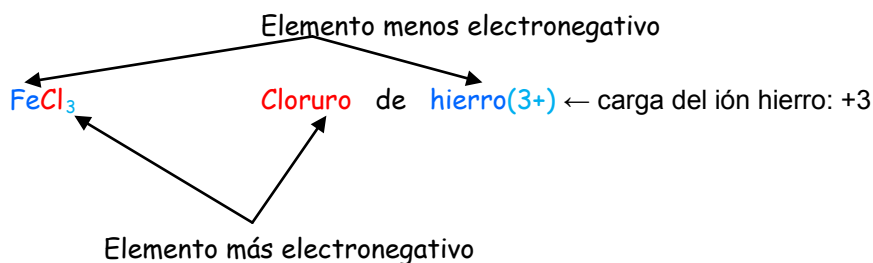 Elemento menos electronegativo
FeCl3 Cloruro de hierro(3+) ← carga del ión hierro: +3
Elemento más electronegativo